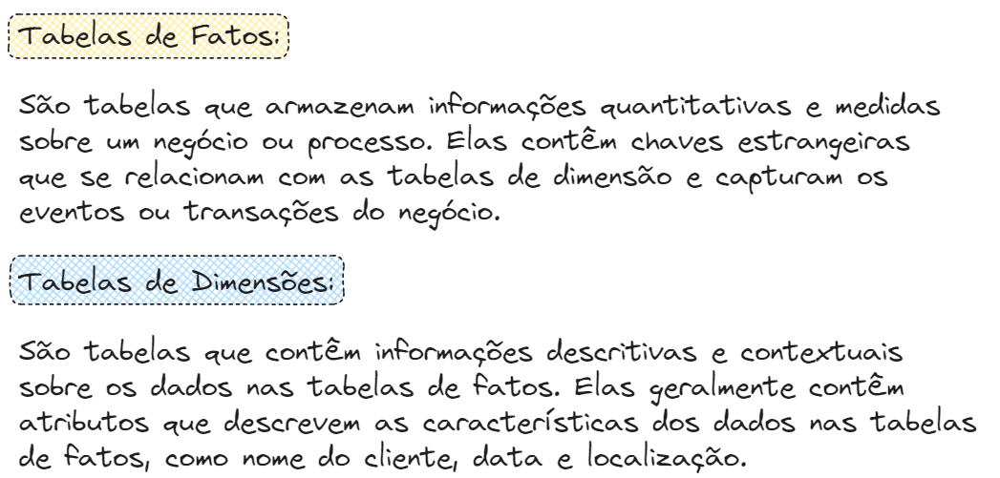 Tabelas de Fatos:
São tabelas que armazenam informações quantitativas e medidas
sobre um negócio ou processo. Elas contêm chaves estrangeiras
que se relacionam com as tabelas de dimensão e capturam os
eventos ou transações do negócio.
Tabelas de Dimensões:
São tabelas que contêm informações descritivas e contextuais
sobre os dados nas tabelas de fatos. Elas geralmente contêm
atributos que descrevem as características dos dados nas tabelas
de fatos, como nome do cliente, data e localização.